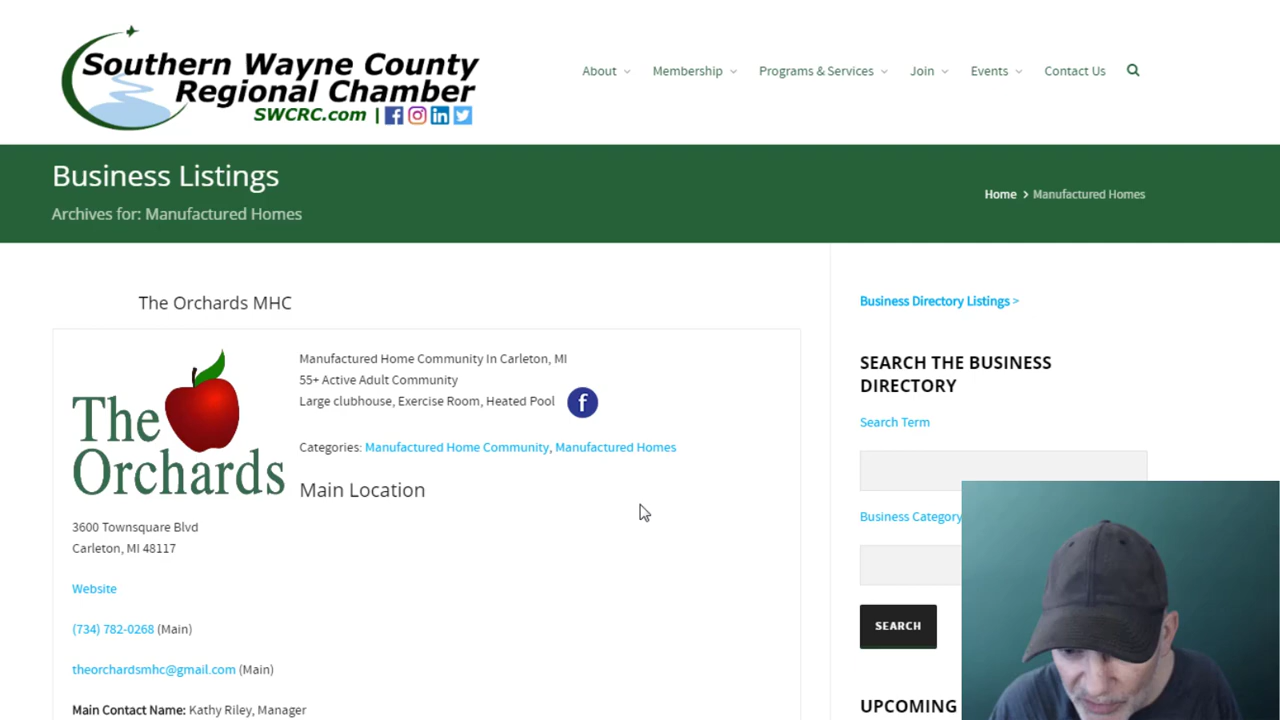 Southern Wayne County
Regional Chamber
SWCRC.com |
About
Membership
Programs & Services
Join
Events
Contact Us
Business Listings
Archives for: Manufactured Homes
Home > Manufactured Homes
The Orchards MHC
The
Orchards
Manufactured Home Community In Carleton, MI
55+ Active Adult Community
Large clubhouse, Exercise Room, Heated Pool
Categories: Manufactured Home Community, Manufactured Homes
Main Location
3600 Townsquare Blvd
Carleton, MI 48117
Website
(734) 782-0268 (Main)
theorchardsmhc@gmail.com (Main)
Main Contact Name: Kathy Riley, Manager
Business Directory Listings >
SEARCH THE BUSINESS
DIRECTORY
Search Term
Business Category
SEARCH
UPCOMING